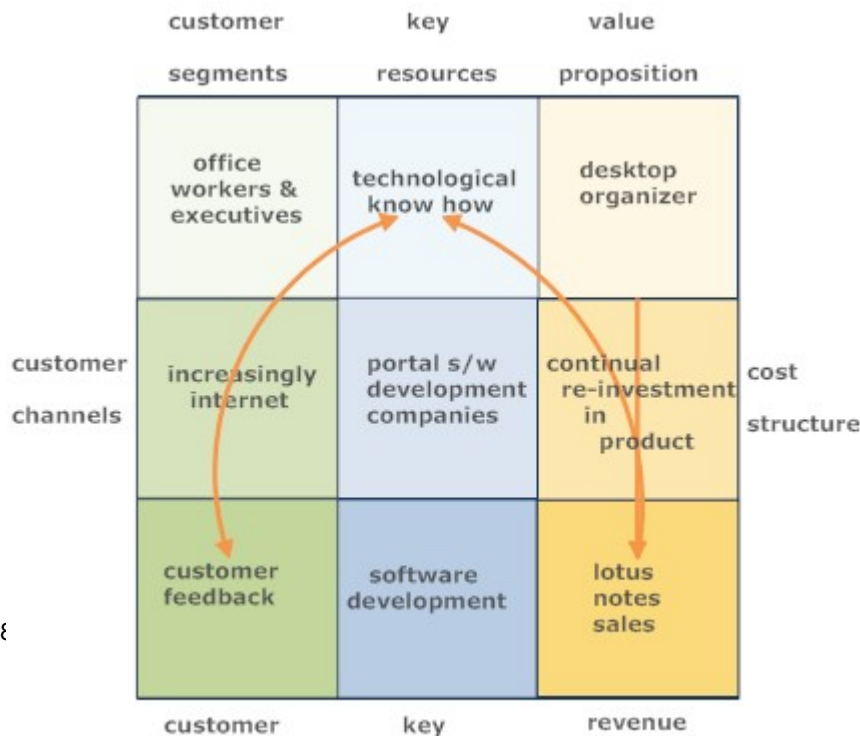 customer key value
segments resources proposition
office
workers &
executives
technological
know how
desktop
organizer
customer
channels
increasingly
internet
portal s/w
development
companies
continual
re-investment
in
product
cost
structure
customer
feedback
software
development
lotus
notes
sales
customer key revenue